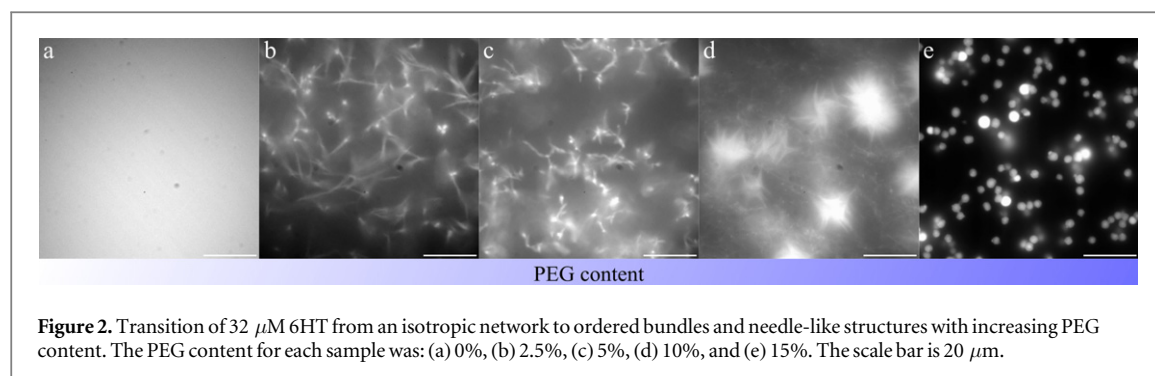 a b c d e
PEG content
Figure 2. Transition of 32 μM 6HT from an isotropic network to ordered bundles and needle-like structures with increasing PEG
content. The PEG content for each sample was: (a) 0%, (b) 2.5%, (c) 5%, (d) 10%, and (e) 15%. The scale bar is 20 μm.